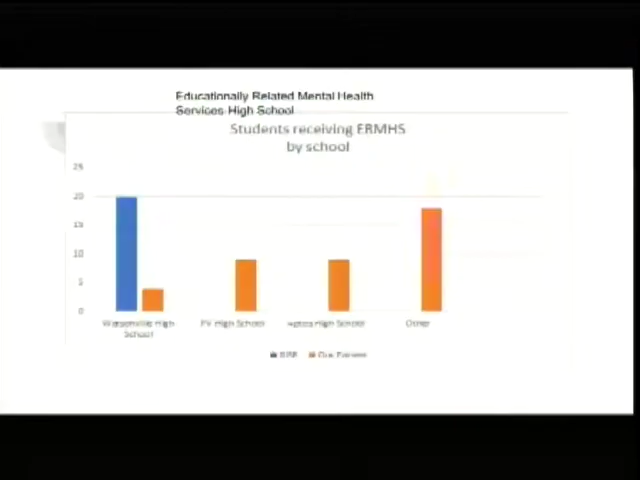 Educationally Related Mental Health
Services-High School
Students receiving ERMHS
by school
25
20
15
10
5
0
Watsonville High
School
PV High School
Aptos High School
Other